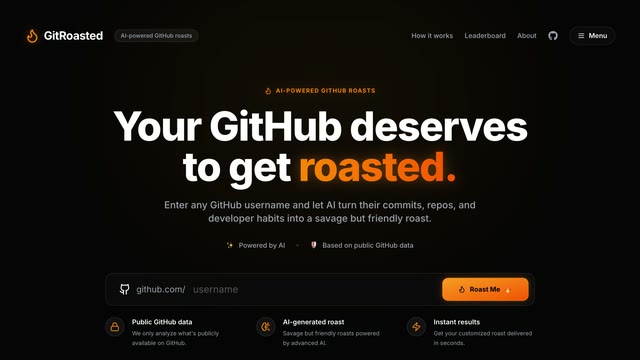 GitRoasted
AI-powered GitHub roasts
How it works
Leaderboard
About
Menu
AI-POWERED GITHUB ROASTS
Your GitHub deserves
to get roasted.
Enter any GitHub username and let AI turn their commits, repos, and
developer habits into a savage but friendly roast.
Powered by AI • Based on public GitHub data
github.com/ username
Roast Me
Public GitHub data
We only analyze what's publicly
available on GitHub.
AI-generated roast
Savage but friendly roasts powered
by advanced AI.
Instant results
Get your customized roast delivered
in seconds.